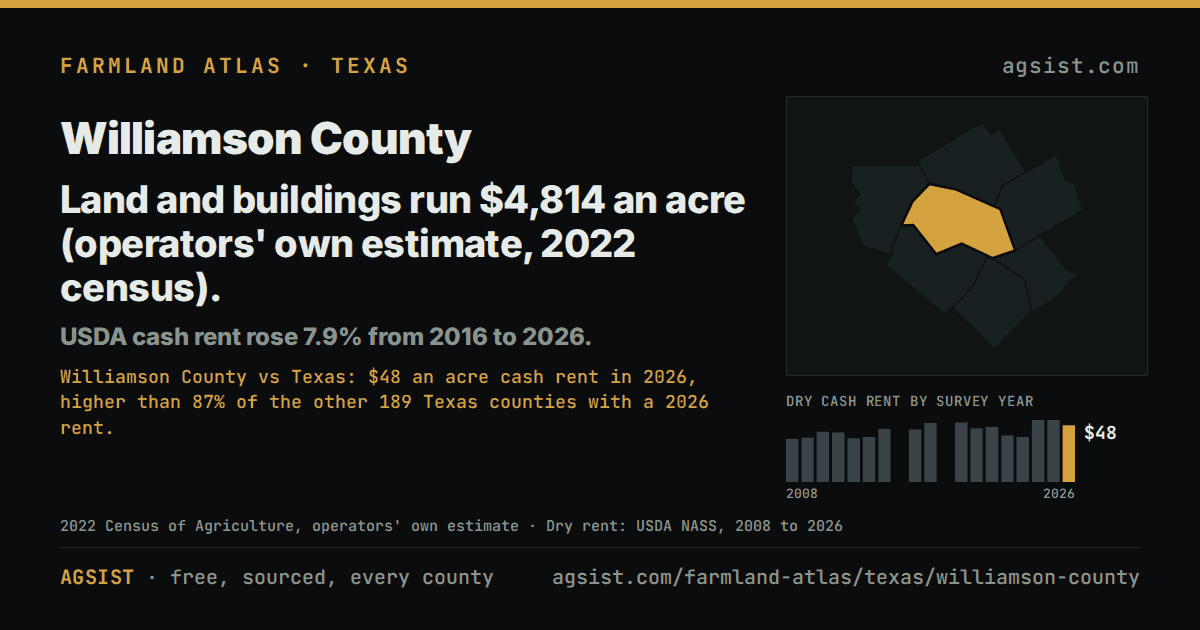 FARMLAND ATLAS · TEXAS
agsist.com
Williamson County
Land and buildings run $4,814 an acre
(operators' own estimate, 2022
census).
USDA cash rent rose 7.9% from 2016 to 2026.
Williamson County vs Texas: $48 an acre cash rent in 2026,
higher than 87% of the other 189 Texas counties with a 2026
rent.
DRY CASH RENT BY SURVEY YEAR
$48
2008
2026
2022 Census of Agriculture, operators' own estimate · Dry rent: USDA NASS, 2008 to 2026
AGSIST · free, sourced, every county
agsist.com/farmland-atlas/texas/williamson-county